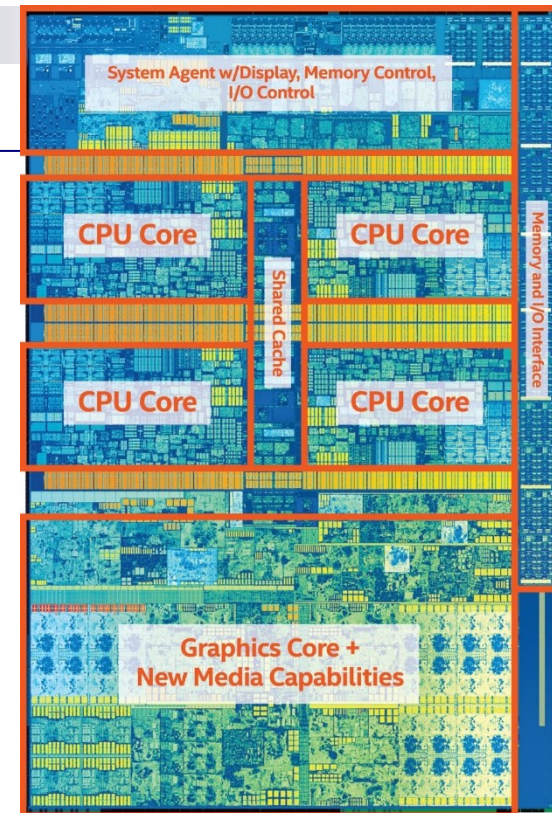 System Agent w/Display, Memory Control,
I/O Control
CPU Core
CPU Core
Shared Cache
Memory and I/O Interface
CPU Core
CPU Core
Graphics Core +
New Media Capabilities